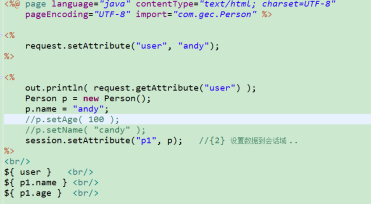 <%@ page language="java" contentType="text/html; charset=UTF-8"
pageEncoding="UTF-8" import="com.gec.Person" %>
<%
request.setAttribute("user", "andy");
%>
<%
out.println( request.getAttribute("user") );
Person p = new Person();
p.name = "andy";
//p.setAge( 100 );
//p.setName( "candy" );
session.setAttribute("p1", p); //{2} 设置数据到会话域..
%>
<br/>
${ user } <br/>
${ p1.name } <br/>
${ p1.age } <br/>